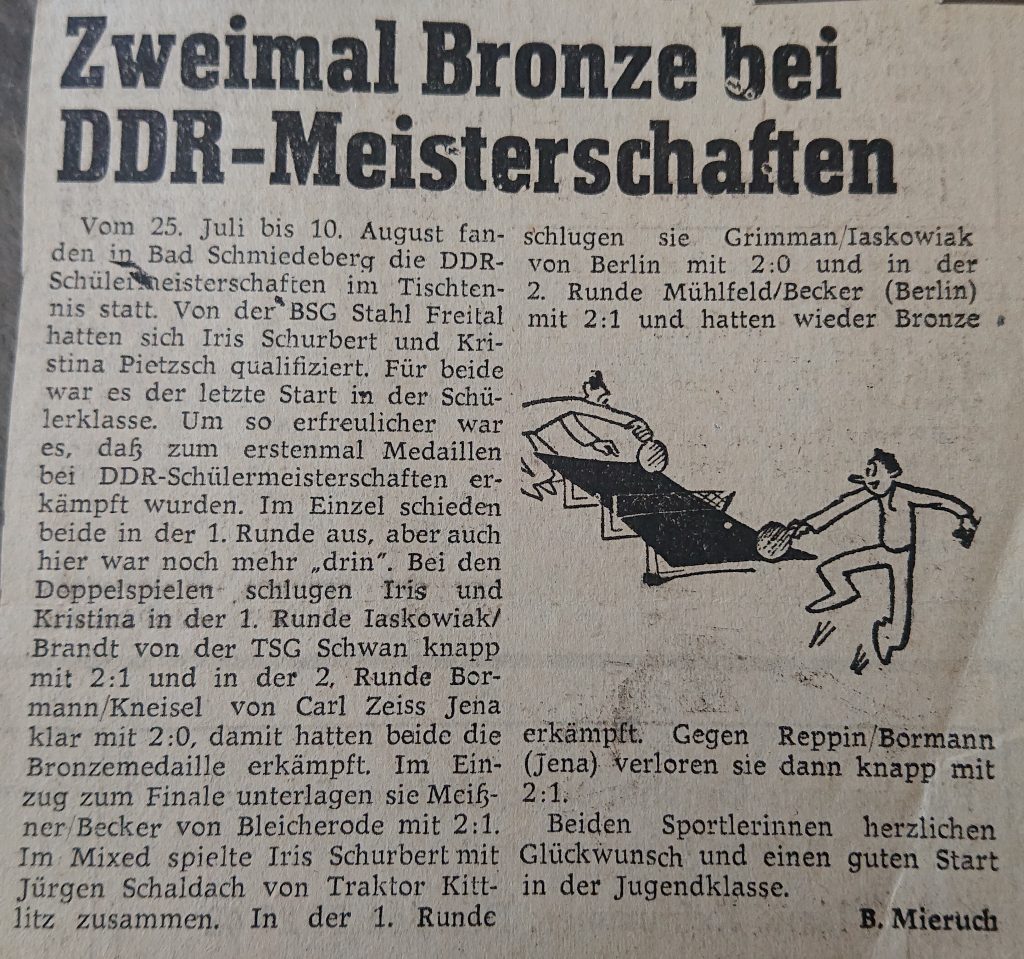 Zweimal Bronze bei
DDR-Meisterschaften
Vom 25. Juli bis 10. August fan-
den in Bad Schmiedeberg die DDR-
Schülermeisterschaften im Tischten-
nis statt. Von der BSG Stahl Freital
hatten sich Iris Schurbert und Kri-
stina Pietzsch qualifiziert. Für beide
war es der letzte Start in der Schü-
lerklasse. Um so erfreulicher war
es, daß zum erstenmal Medaillen
bei DDR-Schülermeisterschaften er-
kämpft wurden. Im Einzel schieden
beide in der 1. Runde aus, aber auch
hier war noch mehr „drin". Bei den
Doppelspielen schlugen Iris und
Kristina in der 1. Runde Iaskowiak/
Brandt von der TSG Schwan knapp
mit 2:1 und in der 2. Runde Bor-
mann/Kneisel von Carl Zeiss Jena
klar mit 2:0, damit hatten beide die
Bronzemedaille erkämpft. Im Ein-
zug zum Finale unterlagen sie Meiß-
ner/Becker von Bleicherode mit 2:1.
Im Mixed spielte Iris Schurbert mit
Jürgen Schaldach von Traktor Kitt-
litz zusammen. In der 1. Runde
schlugen sie Grimman/Iaskowiak
von Berlin mit 2:0 und in der
2. Runde Mühlfeld/Becker (Berlin)
mit 2:1 und hatten wieder Bronze
erkämpft. Gegen Reppin/Bormann
(Jena) verloren sie dann knapp mit
2:1.
Beiden Sportlerinnen herzlichen
Glückwunsch und einen guten Start
in der Jugendklasse.
B. Mieruch